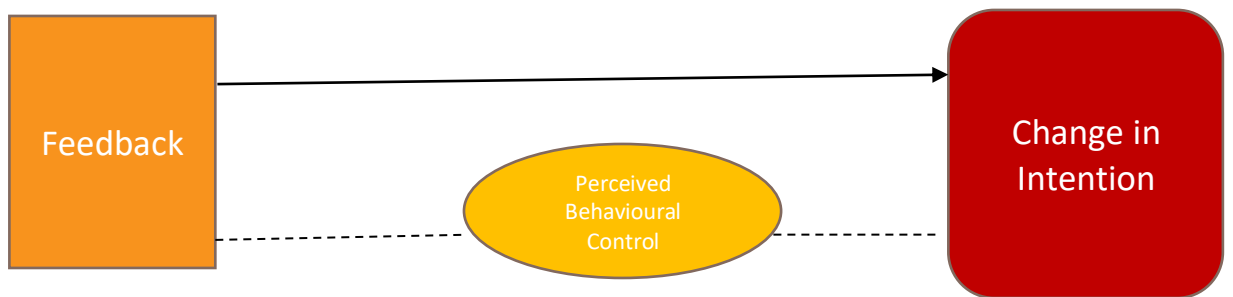 Feedback
Perceived
Behavioural
Control
Change in
Intention